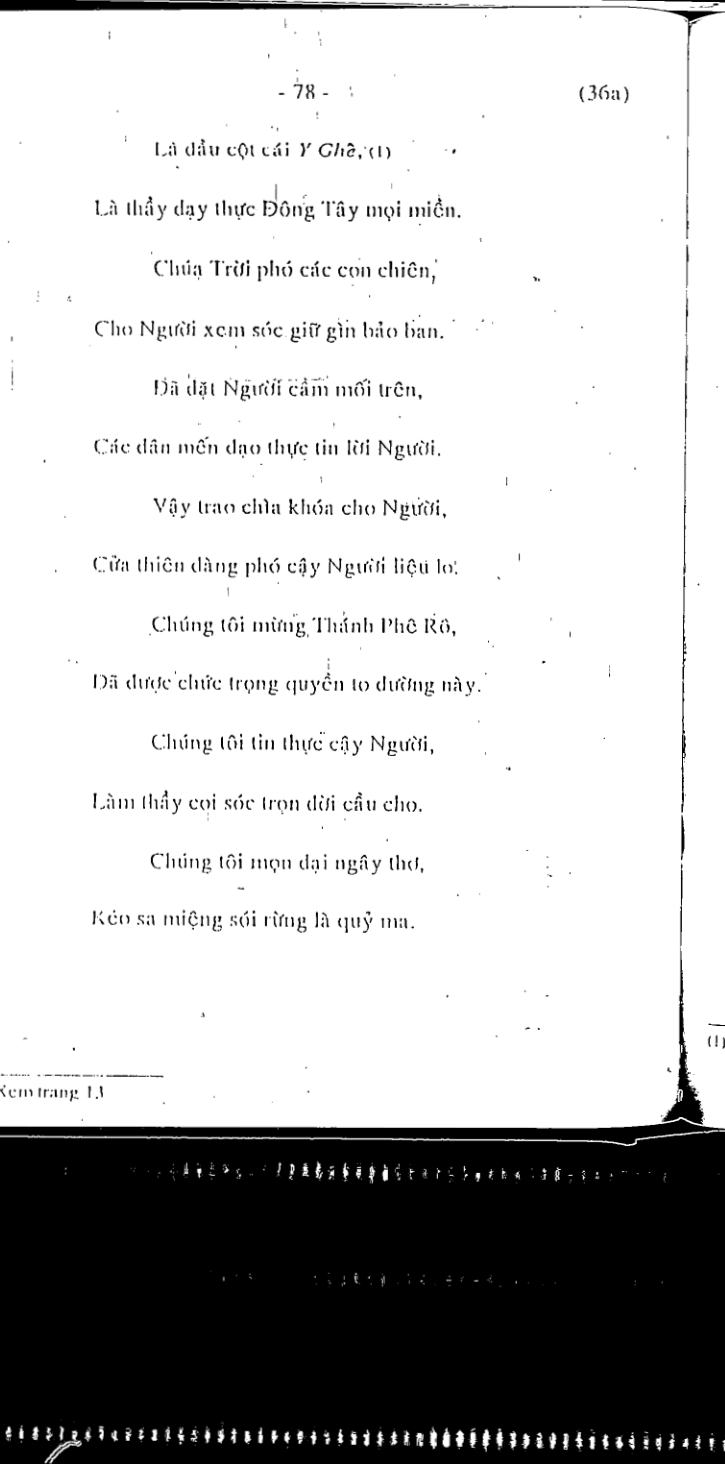 - 78 - (36a)
Là đầu cột cái Y Ghê, (1)
Là thầy dạy thực Đông Tây mọi miền.
Chúa Trời phó các con chiên,
Cho Người xem sóc giữ gìn bảo ban.
Đã đặt Người cầm mối trên,
Các dân mến đạo thực tin lời Người.
Vậy trao chìa khóa cho Người,
Cửa thiên đàng phó cậy Người liệu lo.
Chúng tôi mừng Thánh Phê Rô,
Đã được chức trọng quyền to dường này.
Chúng tôi tin thực cậy Người,
Làm thầy coi sóc trọn đời cầu cho.
Chúng tôi mọn dại ngây thơ,
Kẻo sa miệng sói rừng là quỷ ma.
Xem trang 13
(1)